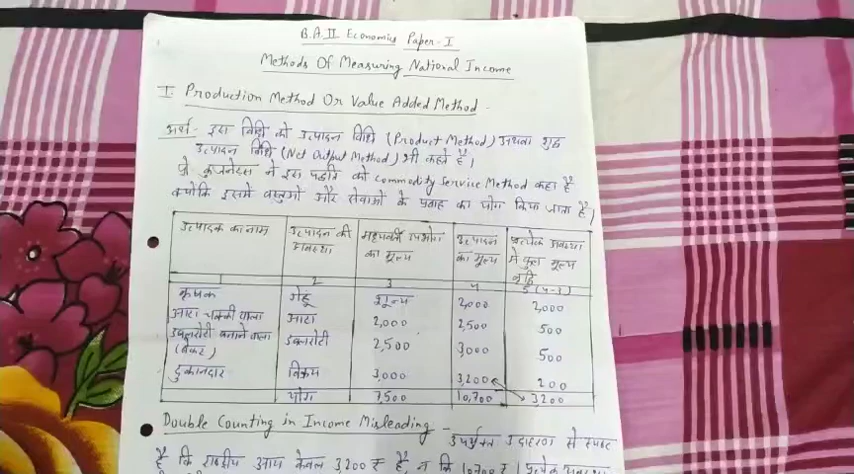 B.A.II Economics Paper-I
Methods Of Measuring National Income
I. Production Method Or Value Added Method -
अर्थ - इस विधि को उत्पादन विधि (Product Method) अथवा शुद्ध
उत्पादन विधि (Net Output Method) भी कहते हैं।
प्रो कुजनेटस ने इस पद्धति को Commodity Service Method कहा है
क्योंकि इसमें वस्तुओं और सेवाओं के प्रवाह का योग किया जाता है।
उत्पादक का नाम उत्पादन की अवस्था मध्यवर्ती उपभोग का मूल्य उत्पादन का मूल्य प्रत्येक अवस्था में कुल मूल्य वृद्धि
1 2 3 4 5 (4-3)
कृषक गेहूं शून्य 2,000 2,000
आटा चक्की वाला आटा 2,000 2,500 500
डबलरोटी बनाने वाला (बेकर) डबलरोटी 2,500 3,000 500
दुकानदार विक्रय 3,000 3,200 200
योग 7,500 10,700 3,200
Double Counting in Income Misleading - उपर्युक्त उदाहरण से स्पष्ट
है कि राष्ट्रीय आय केवल 3200 ₹ है, न कि 10700 ₹। प्रत्येक